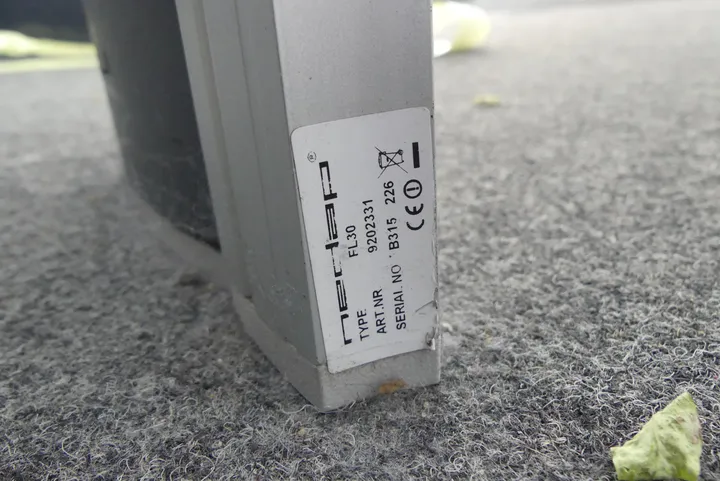 nedap®
TYPE FL30
ART.NR 9202331
SERIAL NO B315 226
CE